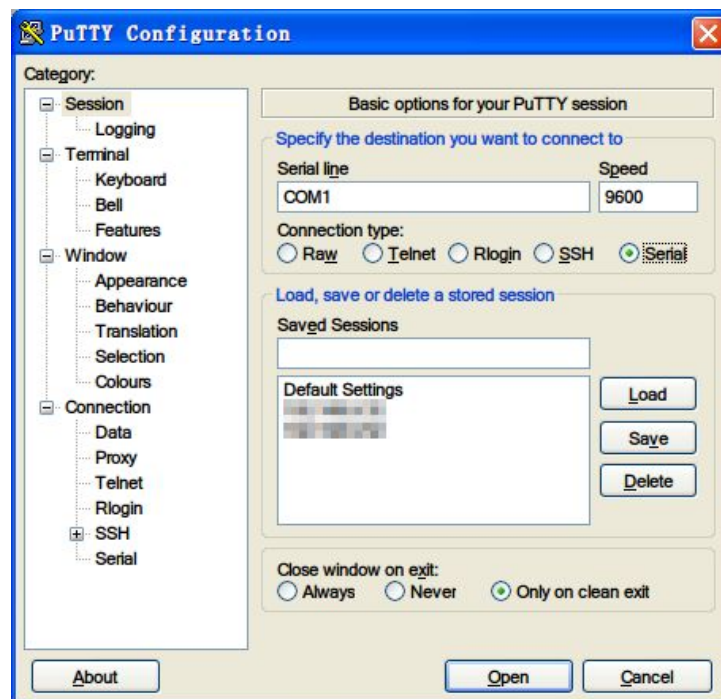 PuTTY Configuration
Category:
Session
Logging
Terminal
Keyboard
Bell
Features
Window
Appearance
Behaviour
Translation
Selection
Colours
Connection
Data
Proxy
Telnet
Rlogin
SSH
Serial
Basic options for your PuTTY session
Specify the destination you want to connect to
Serial line Speed
COM1 9600
Connection type:
Raw Telnet Rlogin SSH Serial
Load, save or delete a stored session
Saved Sessions
Default Settings
Load
Save
Delete
Close window on exit:
Always Never Only on clean exit
About Open Cancel